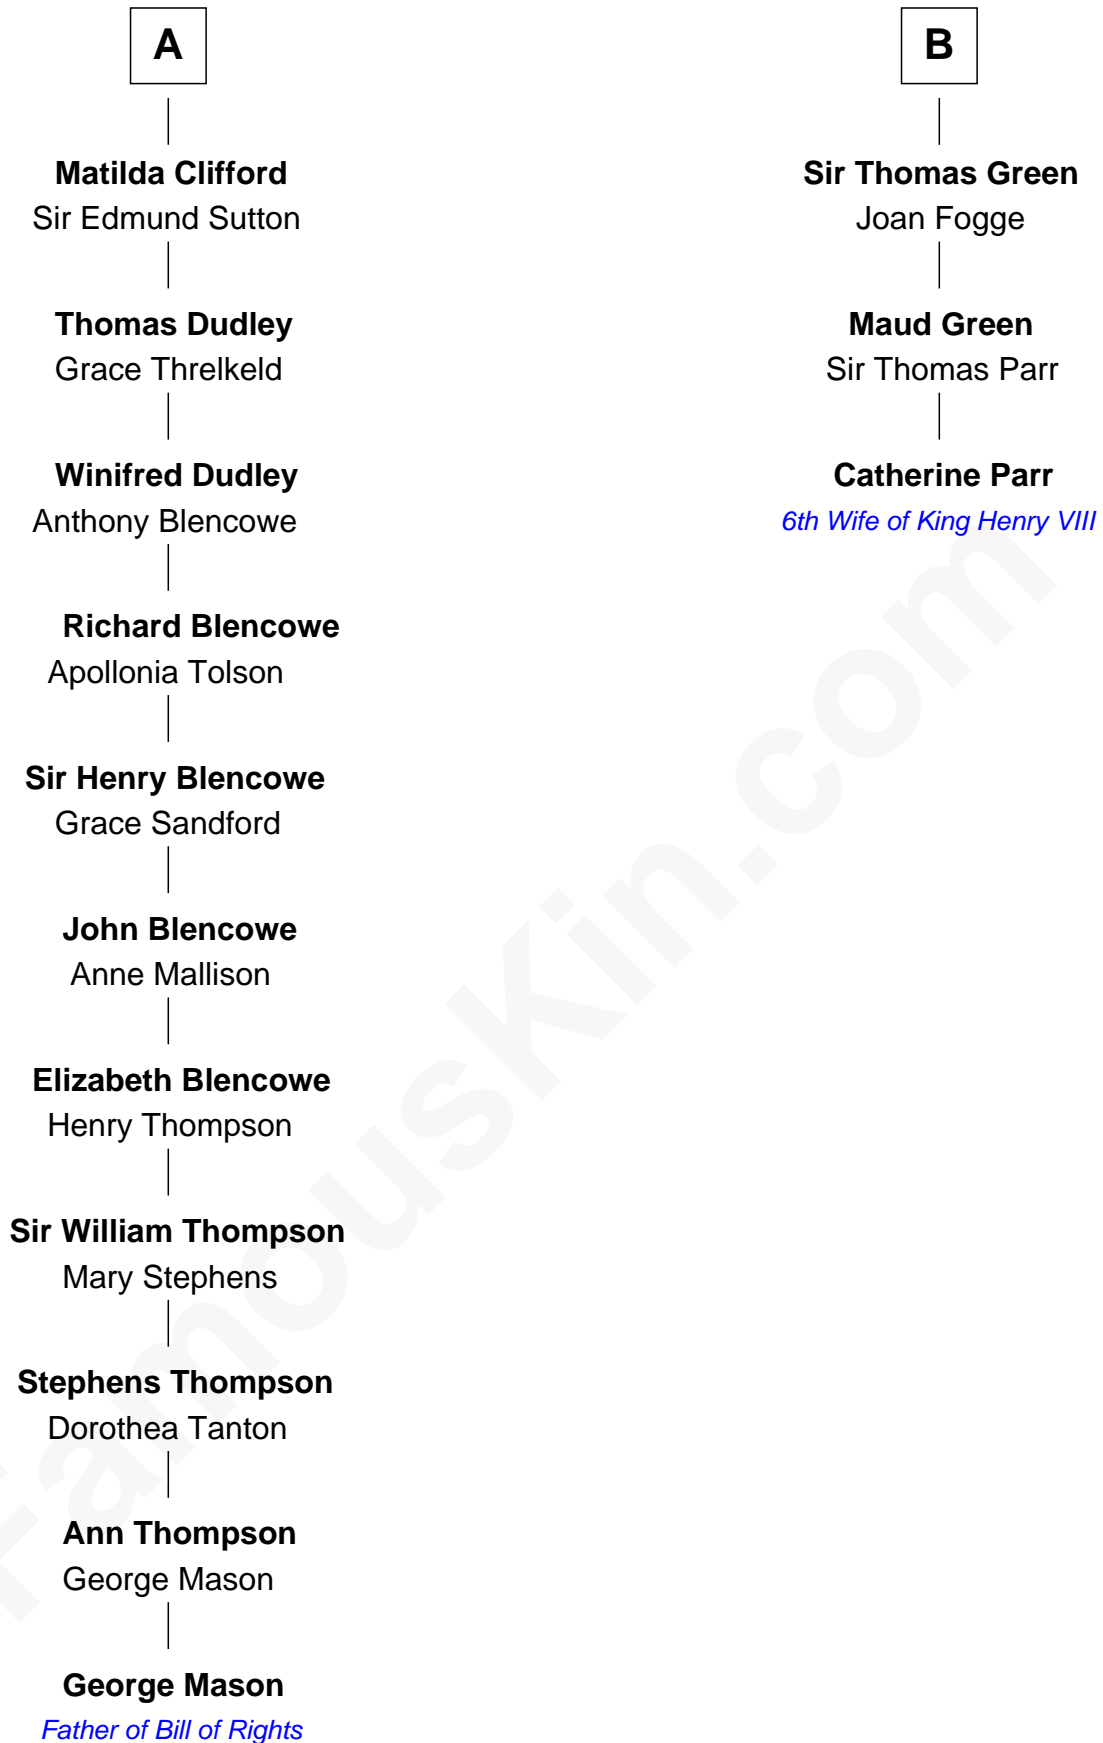 A
Matilda Clifford
Sir Edmund Sutton
Thomas Dudley
Grace Threlkeld
Winifred Dudley
Anthony Blencowe
Richard Blencowe
Apollonia Tolson
Sir Henry Blencowe
Grace Sandford
John Blencowe
Anne Mallison
Elizabeth Blencowe
Henry Thompson
Sir William Thompson
Mary Stephens
Stephens Thompson
Dorothea Tanton
Ann Thompson
George Mason
George Mason
Father of Bill of Rights
B
Sir Thomas Green
Joan Fogge
Maud Green
Sir Thomas Parr
Catherine Parr
6th Wife of King Henry VIII
FamousKin.com